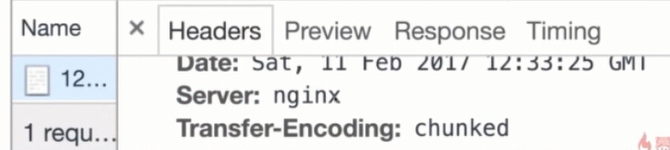 Name × Headers Preview Response Timing
Date: Sat, 11 Feb 2017 12:33:25 GMT
12...
Server: nginx
1 requ... Transfer-Encoding: chunked